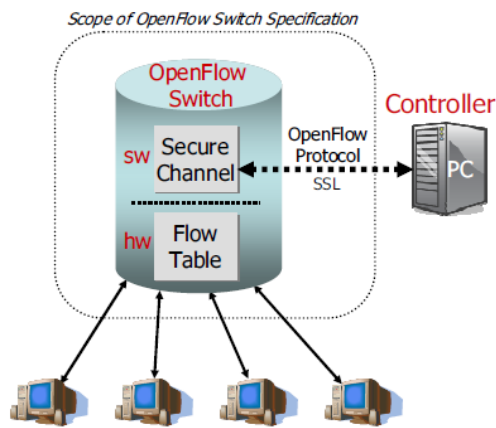 Scope of OpenFlow Switch Specification
OpenFlow
Switch
Controller
sw
Secure
Channel
OpenFlow
Protocol
SSL
PC
hw
Flow
Table